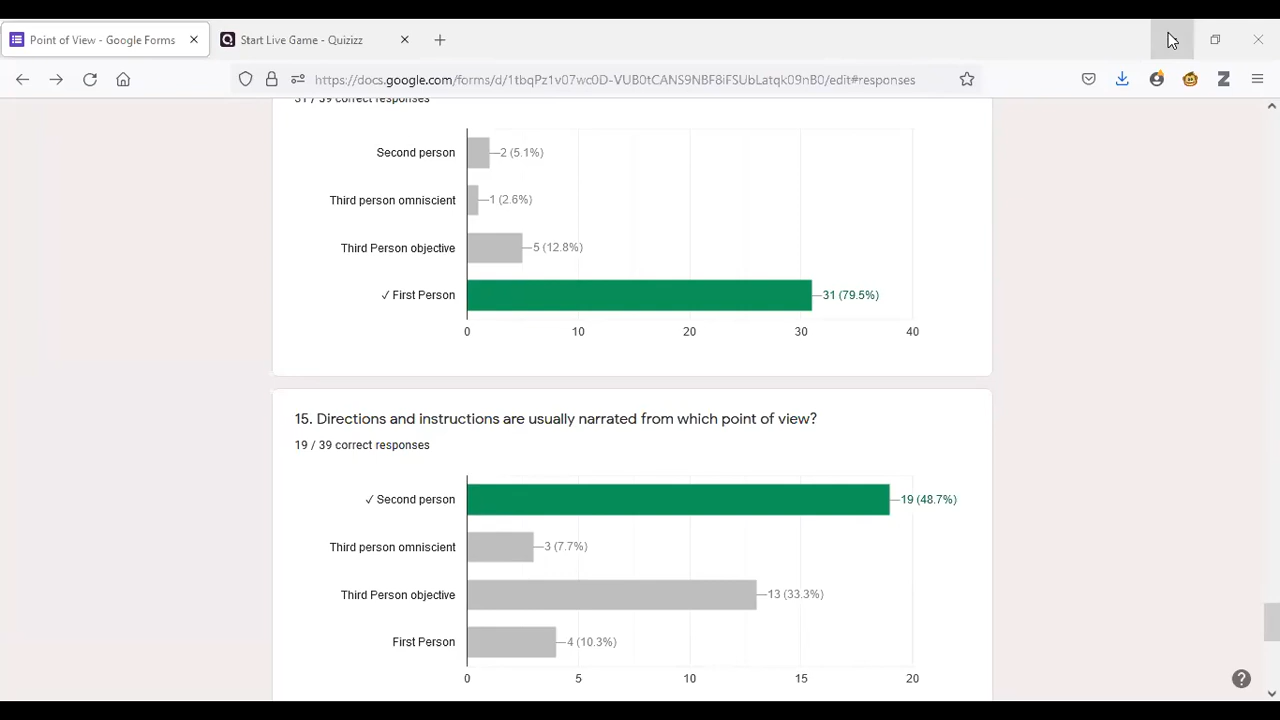 Point of View - Google Forms
Start Live Game - Quizizz
https://docs.google.com/forms/d/1tbqPz1v07wc0D-VUB0tCANS9NBF8iFSUbLatqk09nB0/edit#responses
31 / 39 correct responses
Second person 2 (5.1%)
Third person omniscient 1 (2.6%)
Third Person objective 5 (12.8%)
✓ First Person 31 (79.5%)
0 10 20 30 40
15. Directions and instructions are usually narrated from which point of view?
19 / 39 correct responses
✓ Second person 19 (48.7%)
Third person omniscient 3 (7.7%)
Third Person objective 13 (33.3%)
First Person 4 (10.3%)
0 5 10 15 20